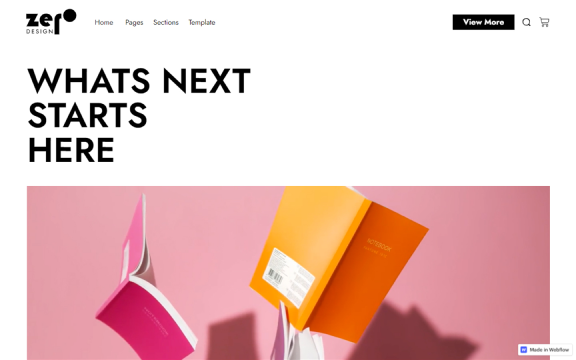 zero
DESIGN
Home Pages Sections Template
View More
WHATS NEXT
STARTS
HERE
NOTEBOOK
Made in Webflow